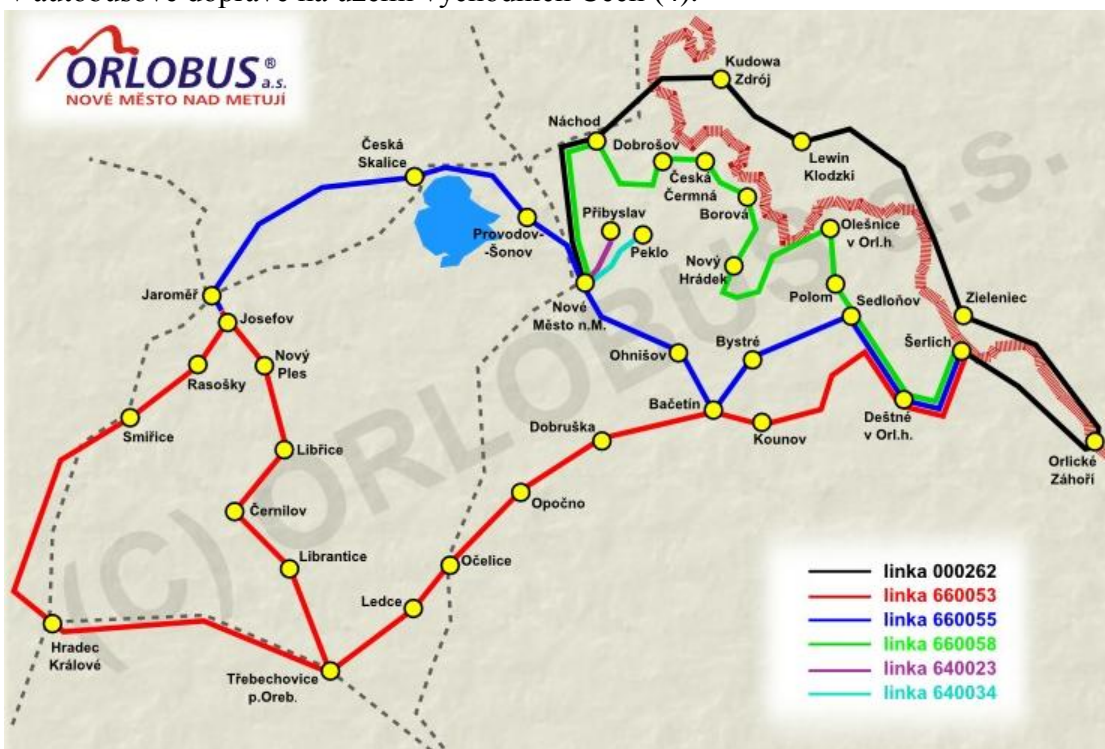 v autobusové dopravě na území východních Čech (4).
ORLOBUS®
a.s.
NOVÉ MĚSTO NAD METUJÍ
Kudowa
Zdrój
Náchod
Dobrošov
Česká
Skalice
Česká
Čermná
Lewin
Klodzki
Přibyslav
Borová
Provodov-
-Šonov
Peklo
Olešnice
v Orl.h.
Nový
Hrádek
Jaroměř
Nové
Město n.M.
Polom
Sedloňov
Zieleniec
Josefov
Šerlich
Bystré
Ohnišov
Nový
Ples
Rasošky
Bačetín
Deštné
v Orl.h.
Smiřice
Dobruška
Kounov
Libřice
Orlické
Záhoří
Opočno
Černilov
Librantice
Očelice
Ledce
Hradec
Králové
Třebechovice
p.Oreb.
linka 000262
linka 660053
linka 660055
linka 660058
linka 640023
linka 640034
(C) ORLOBUS a.s.